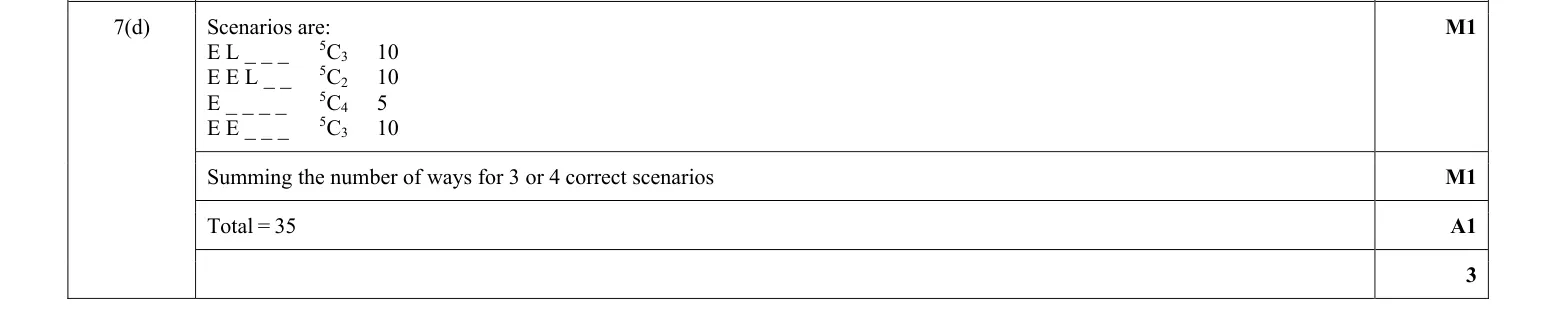 7(d) Scenarios are: M1
E L _ _ _ ⁵C₃ 10
E E L _ _ ⁵C₂ 10
E _ _ _ _ ⁵C₄ 5
E E _ _ _ ⁵C₃ 10
Summing the number of ways for 3 or 4 correct scenarios M1
Total = 35 A1
3